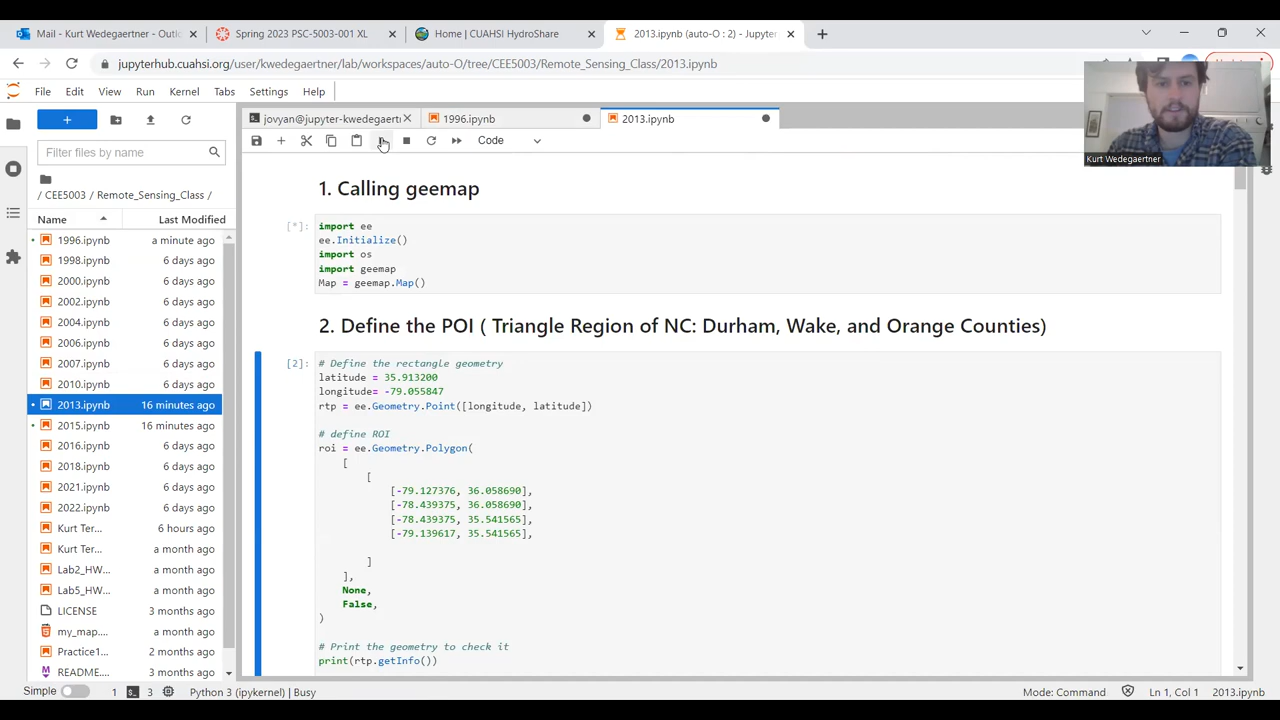 Mail - Kurt Wedegaertner - Outl
Spring 2023 PSC-5003-001 XL
Home | CUAHSI HydroShare
2013.ipynb (auto-O : 2) - Jupyter
jupyterhub.cuahsi.org/user/kwedegaertner/lab/workspaces/auto-O/tree/CEE5003/Remote_Sensing_Class/2013.ipynb
File Edit View Run Kernel Tabs Settings Help
jovyan@jupyter-kwedegaert
1996.ipynb
2013.ipynb
Code
Filter files by name
/ CEE5003 / Remote_Sensing_Class /
Name Last Modified
1996.ipynb a minute ago
1998.ipynb 6 days ago
2000.ipynb 6 days ago
2002.ipynb 6 days ago
2004.ipynb 6 days ago
2006.ipynb 6 days ago
2007.ipynb 6 days ago
2010.ipynb 6 days ago
2013.ipynb 16 minutes ago
2015.ipynb 16 minutes ago
2016.ipynb 6 days ago
2018.ipynb 6 days ago
2021.ipynb 6 days ago
2022.ipynb 6 days ago
Kurt Ter... 6 hours ago
Kurt Ter... a month ago
Lab2_HW... a month ago
Lab5_HW... a month ago
LICENSE 3 months ago
my_map.... a month ago
Practice1... 2 months ago
README... 3 months ago
1. Calling geemap
[*]:
import ee
ee.Initialize()
import os
import geemap
Map = geemap.Map()
2. Define the POI ( Triangle Region of NC: Durham, Wake, and Orange Counties)
[2]:
# Define the rectangle geometry
latitude = 35.913200
longitude= -79.055847
rtp = ee.Geometry.Point([longitude, latitude])
# define ROI
roi = ee.Geometry.Polygon(
[
[
[-79.127376, 36.058690],
[-78.439375, 36.058690],
[-78.439375, 35.541565],
[-79.139617, 35.541565],
]
],
None,
False,
)
# Print the geometry to check it
print(rtp.getInfo())
Kurt Wedegaertner
Simple 1 3 Python 3 (ipykernel) | Busy
Mode: Command Ln 1, Col 1 2013.ipynb